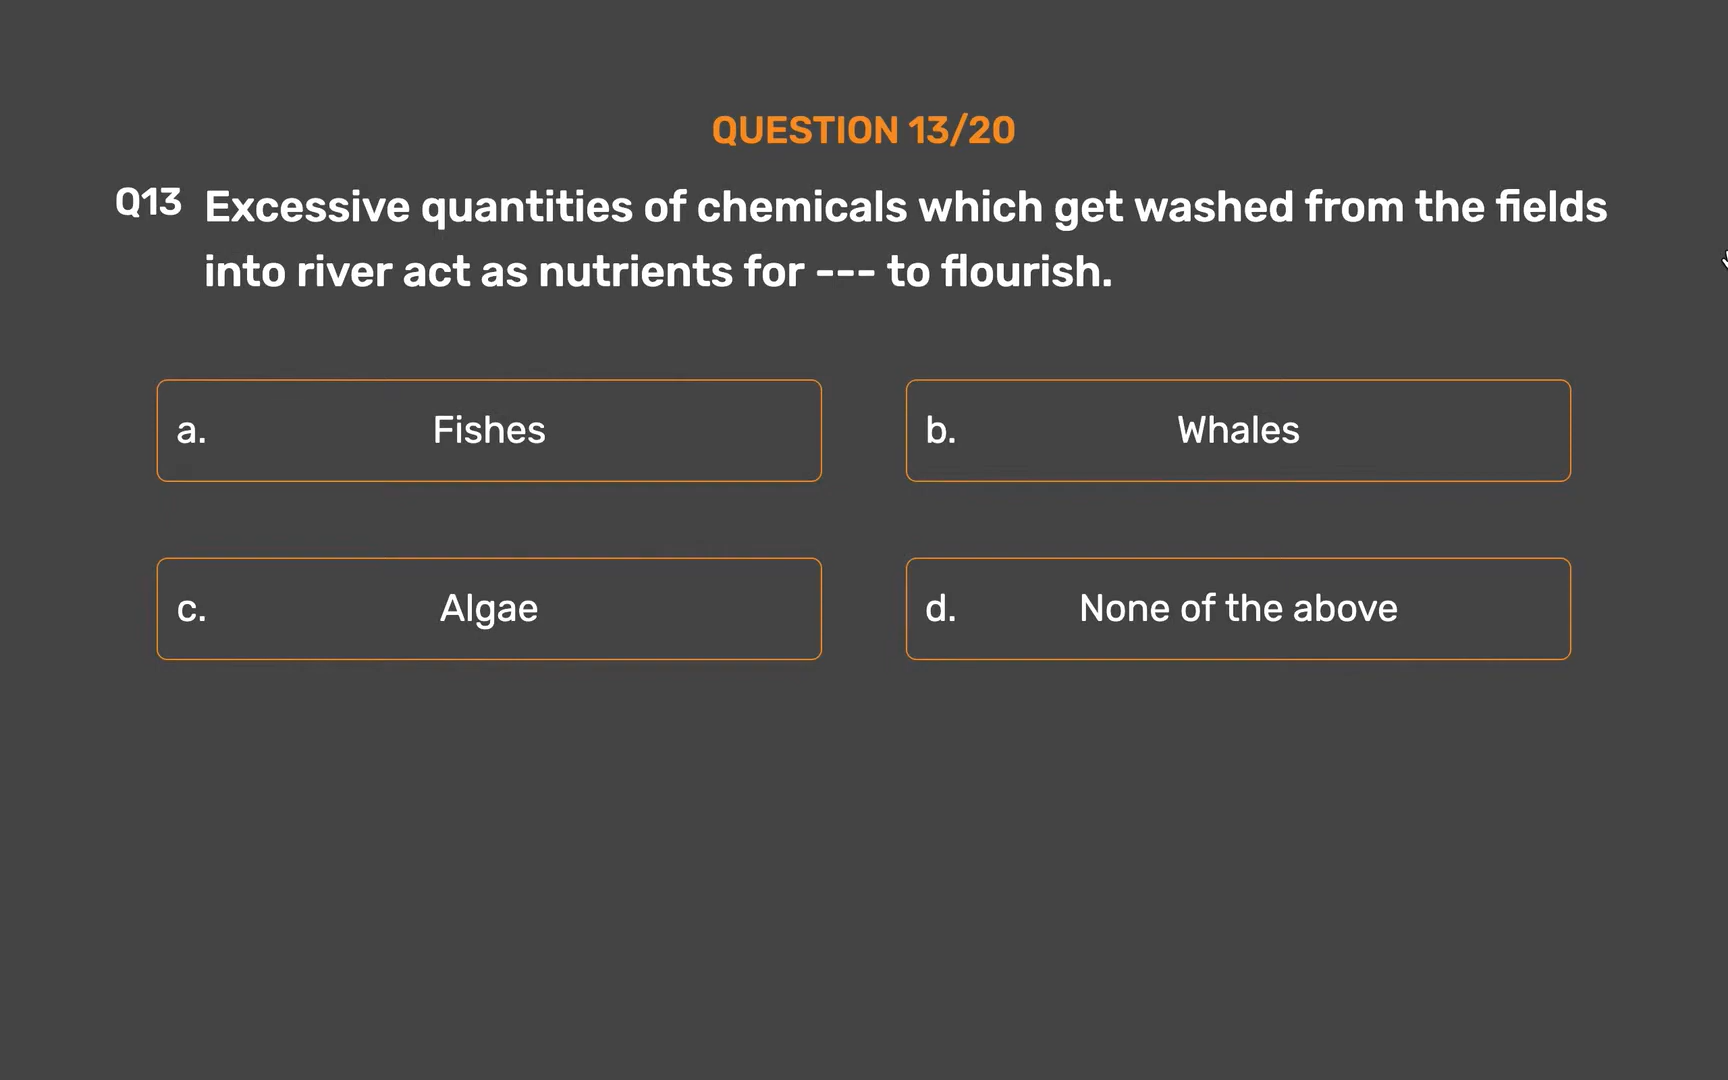 QUESTION 13/20
Q13 Excessive quantities of chemicals which get washed from the fields
into river act as nutrients for --- to flourish.
a. Fishes
b. Whales
c. Algae
d. None of the above